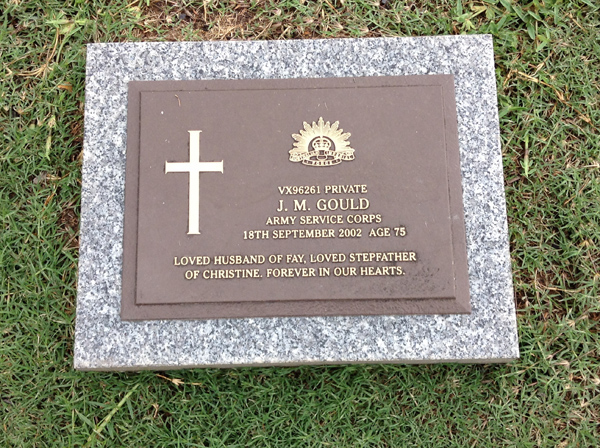 VX96261 PRIVATE
J. M. GOULD
ARMY SERVICE CORPS
18TH SEPTEMBER 2002 AGE 75
LOVED HUSBAND OF FAY, LOVED STEPFATHER
OF CHRISTINE. FOREVER IN OUR HEARTS.